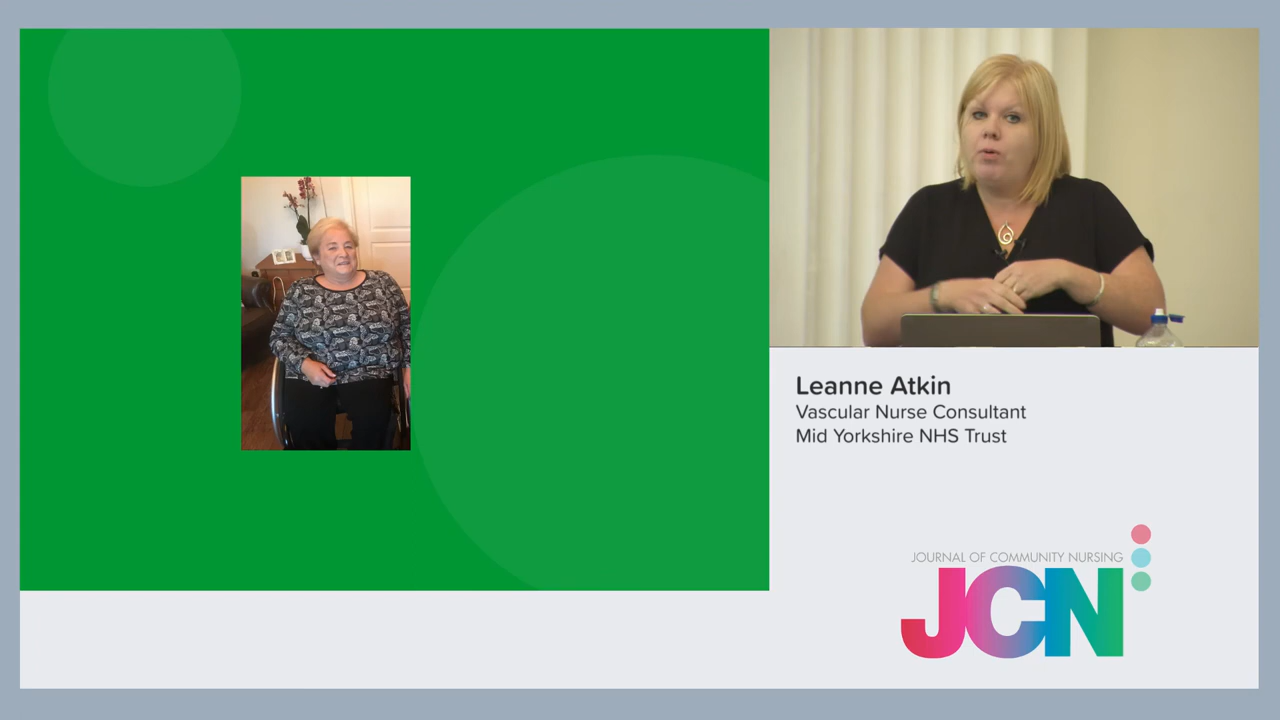 Leanne Atkin
Vascular Nurse Consultant
Mid Yorkshire NHS Trust
JOURNAL OF COMMUNITY NURSING
JCN